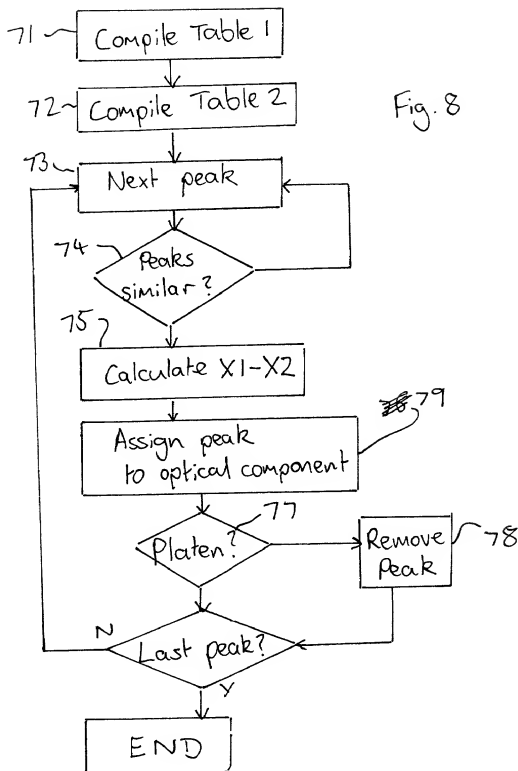 71
Compile Table 1
72
Compile Table 2
Fig. 8
73
Next peak
74
Peaks
similar?
75
Calculate X1-X2
79
Assign peak
to optical component
77
Platen?
Remove
Peak
78
N
Last peak?
Y
END